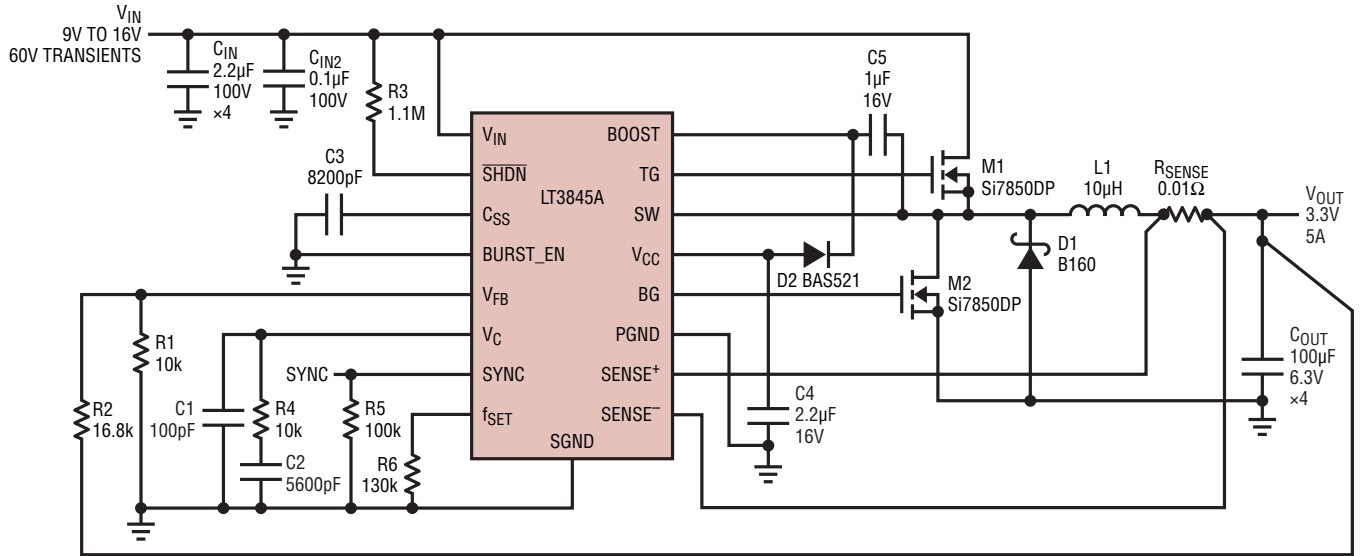 VIN
9V TO 16V
60V TRANSIENTS
CIN
2.2µF
100V
×4
CIN2
0.1µF
100V
R3
1.1M
C5
1µF
16V
C3
8200pF
LT3845A
VIN
SHDN
CSS
BURST_EN
VFB
VC
SYNC
fSET
SGND
BOOST
TG
SW
VCC
BG
PGND
SENSE+
SENSE–
M1
Si7850DP
L1
10µH
RSENSE
0.01Ω
VOUT
3.3V
5A
D1
B160
D2 BAS521
M2
Si7850DP
COUT
100µF
6.3V
×4
C4
2.2µF
16V
R1
10k
R2
16.8k
C1
100pF
R4
10k
C2
5600pF
SYNC
R5
100k
R6
130k